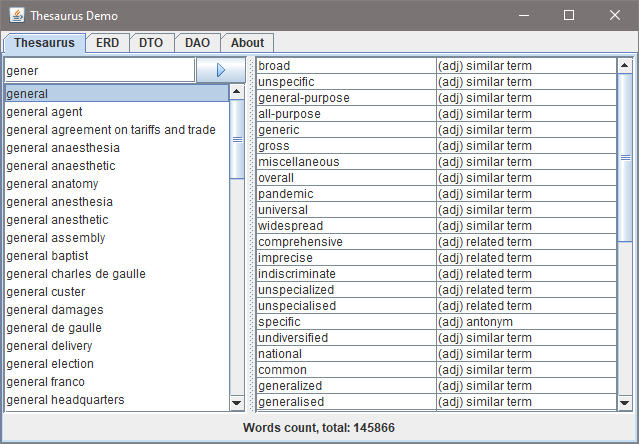 Thesaurus Demo
Thesaurus ERD DTO DAO About
gener
general
general agent
general agreement on tariffs and trade
general anaesthesia
general anaesthetic
general anatomy
general anesthesia
general anesthetic
general assembly
general baptist
general charles de gaulle
general custer
general damages
general de gaulle
general delivery
general election
general franco
general headquarters
broad (adj) similar term
unspecific (adj) similar term
general-purpose (adj) similar term
all-purpose (adj) similar term
generic (adj) similar term
gross (adj) similar term
miscellaneous (adj) similar term
overall (adj) similar term
pandemic (adj) similar term
universal (adj) similar term
widespread (adj) similar term
comprehensive (adj) related term
imprecise (adj) related term
indiscriminate (adj) related term
unspecialized (adj) related term
unspecialised (adj) related term
specific (adj) antonym
undiversified (adj) similar term
national (adj) similar term
common (adj) similar term
generalized (adj) similar term
generalised (adj) similar term
Words count, total: 145866